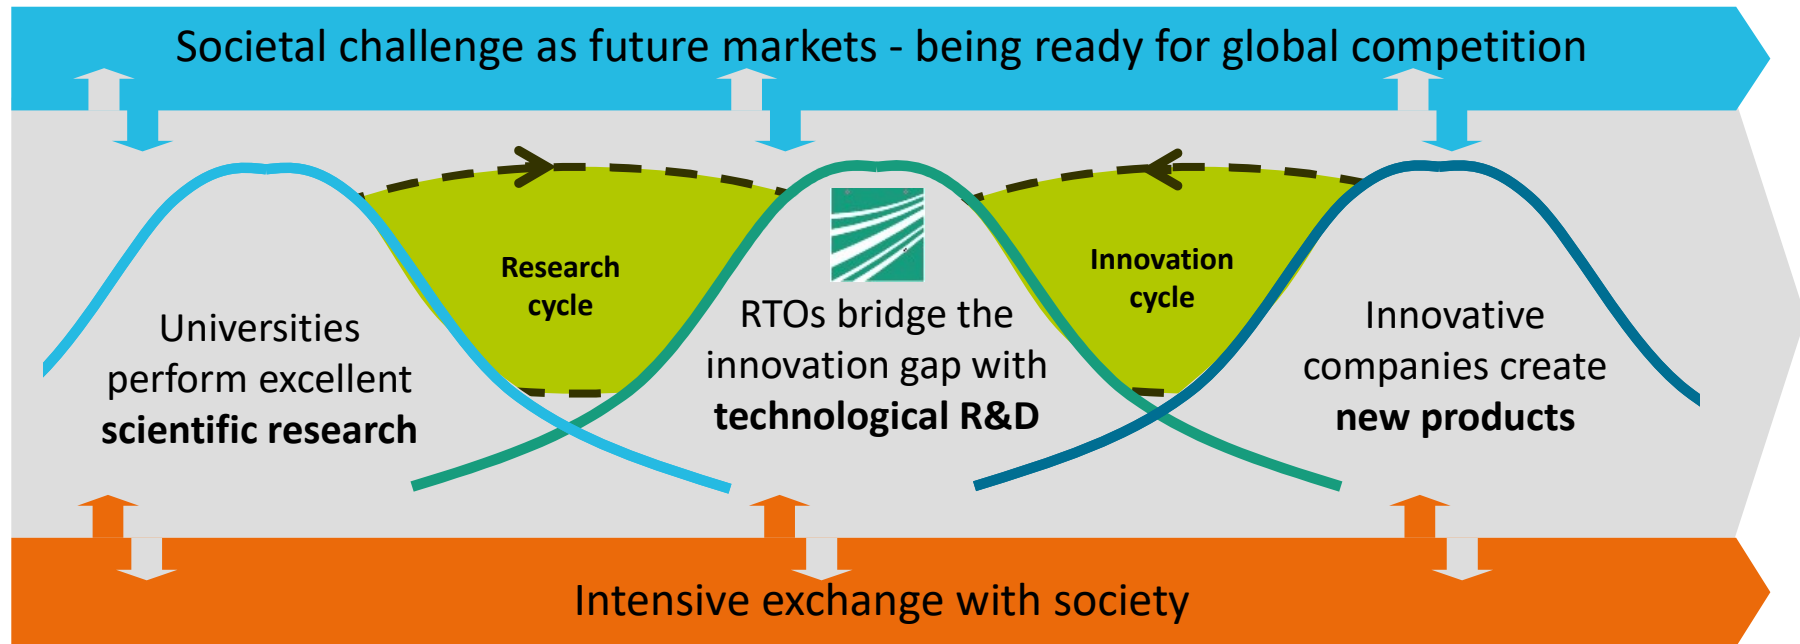 Societal challenge as future markets - being ready for global competition
Research
cycle
Innovation
cycle
Universities
perform excellent
scientific research
RTOs bridge the
innovation gap with
technological R&D
Innovative
companies create
new products
Intensive exchange with society